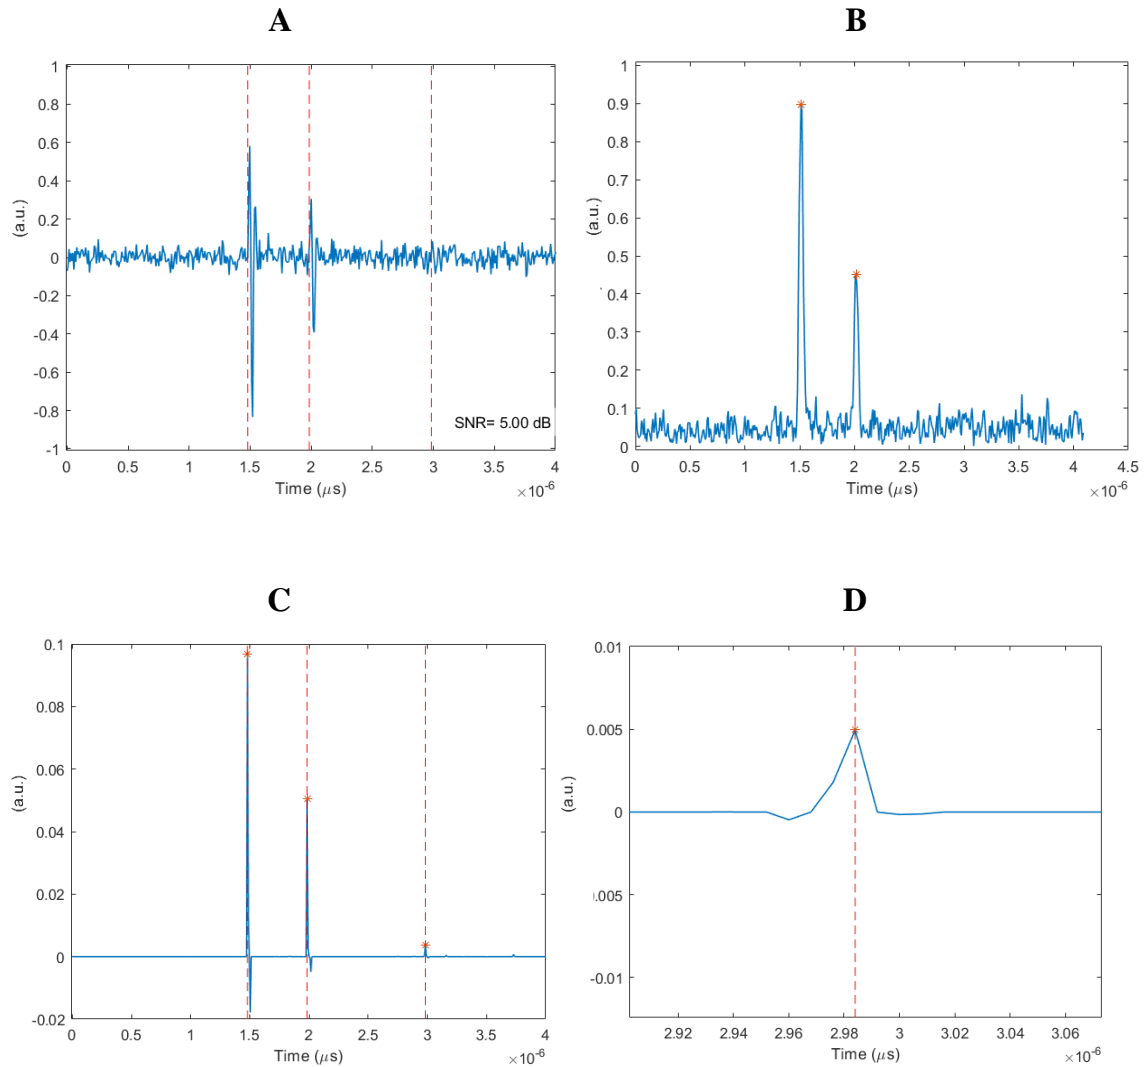 A
B
1
0.8
0.6
0.4
0.2
0
-0.2
-0.4
-0.6
-0.8
-1
(a.u.)
SNR= 5.00 dB
0 0.5 1 1.5 2 2.5 3 3.5 4
Time (μs)
×10-6
1
0.9
0.8
0.7
0.6
0.5
0.4
0.3
0.2
0.1
0
(a.u.)
0 0.5 1 1.5 2 2.5 3 3.5 4 4.5
Time (μs)
×10-6
C
D
0.1
0.08
0.06
0.04
0.02
0
-0.02
(a.u.)
0 0.5 1 1.5 2 2.5 3 3.5 4
Time (μs)
×10-6
0.01
0.005
0
.005
-0.01
(a.u.)
2.92 2.94 2.96 2.98 3 3.02 3.04 3.06
Time (μs)
×10-6